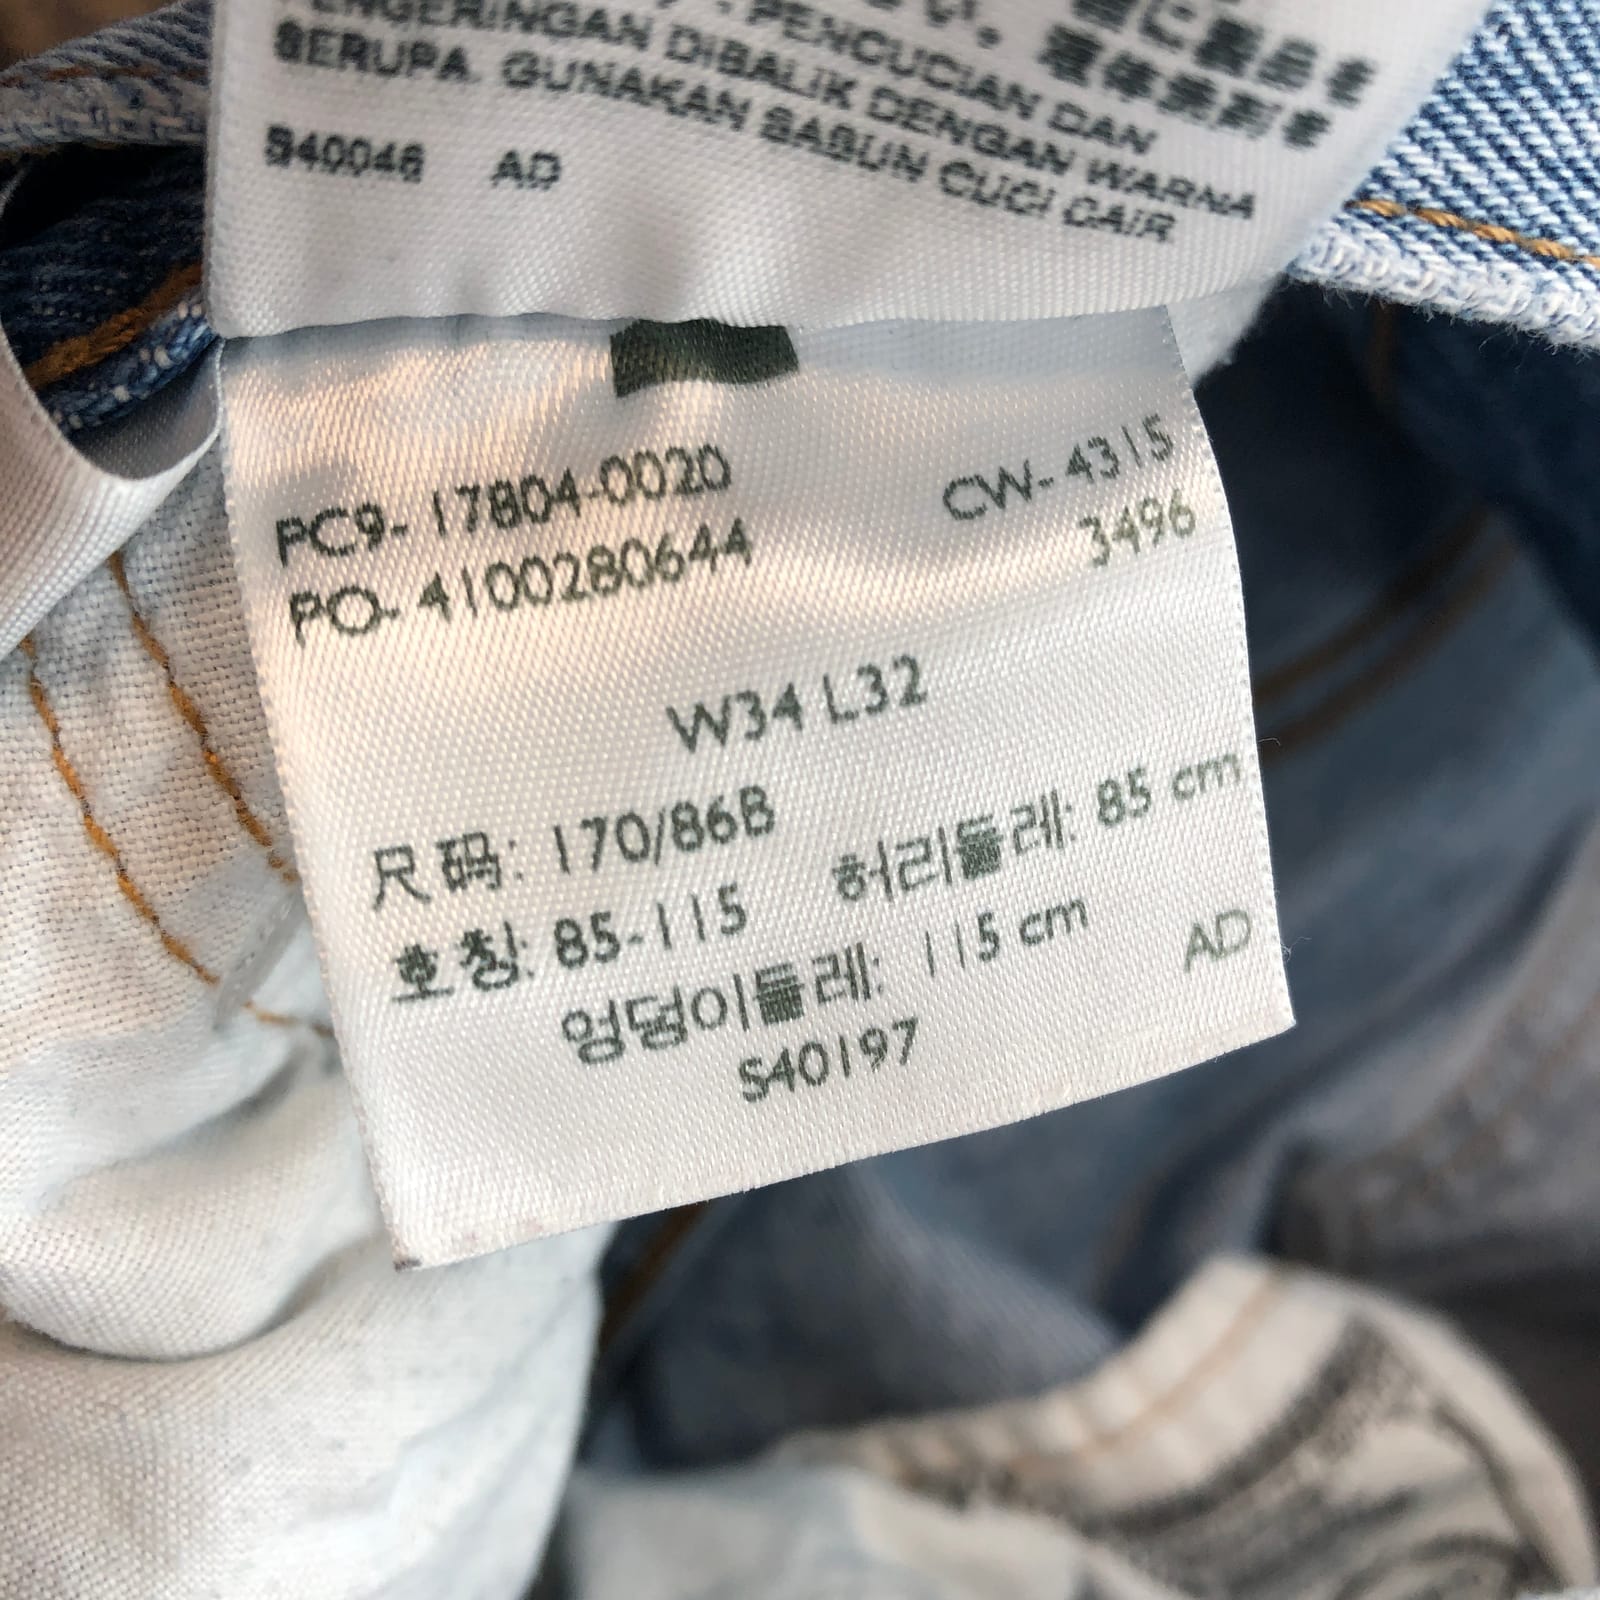 PENCUCIAN DAN
PENGERINGAN DIBALIK DENGAN WARNA
SERUPA. GUNAKAN SABUN CUCI CAIR
S40046 AD
PC9-17804-0020
CW-4315
PO-4100280644
3496
W34 L32
尺码: 170/86B
호칭: 85-115 허리둘레: 85 cm
엉덩이둘레: 115 cm
AD
S40197